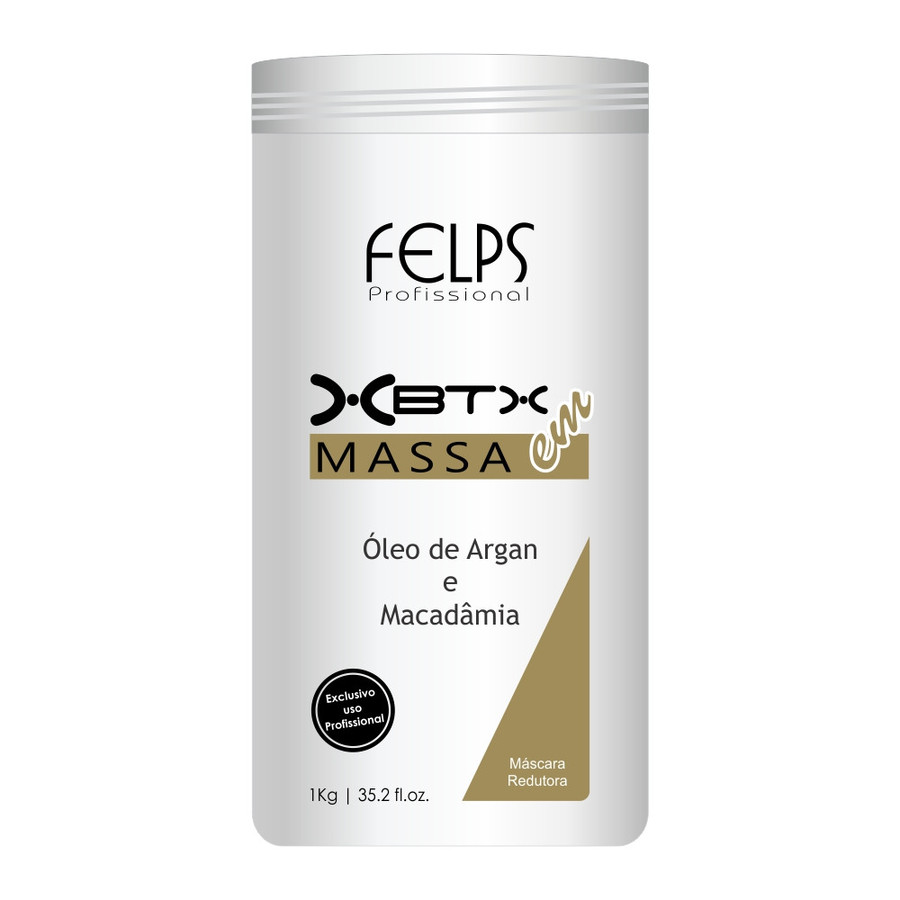 FELPS
Profissional
XBTX em
MASSA
Óleo de Argan
e
Macadâmia
Exclusivo
uso
Profissional
1Kg | 35.2 fl.oz.
Máscara
Redutora